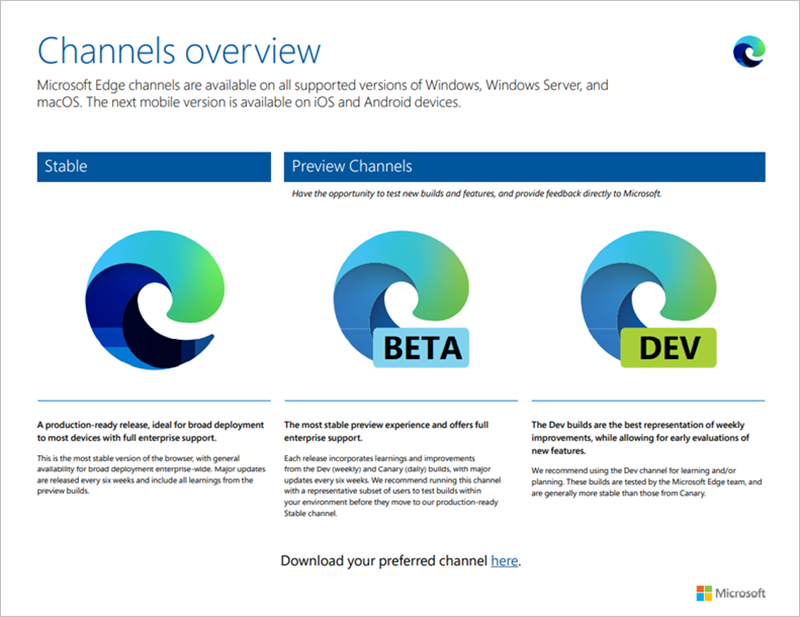 Channels overview
Microsoft Edge channels are available on all supported versions of Windows, Windows Server, and
macOS. The next mobile version is available on iOS and Android devices.
Stable
Preview Channels
Have the opportunity to test new builds and features, and provide feedback directly to Microsoft.
BETA
DEV
A production-ready release, ideal for broad deployment
to most devices with full enterprise support.
This is the most stable version of the browser, with general
availability for broad deployment enterprise-wide. Major updates
are released every six weeks and include all learnings from the
preview builds.
The most stable preview experience and offers full
enterprise support.
Each release incorporates learnings and improvements
from the Dev (weekly) and Canary (daily) builds, with major
updates every six weeks. We recommend running this channel
with a representative subset of users to test builds within
your environment before they move to our production-ready
Stable channel.
The Dev builds are the best representation of weekly
improvements, while allowing for early evaluations of
new features.
We recommend using the Dev channel for learning and/or
planning. These builds are tested by the Microsoft Edge team, and
are generally more stable than those from Canary.
Download your preferred channel here.
Microsoft